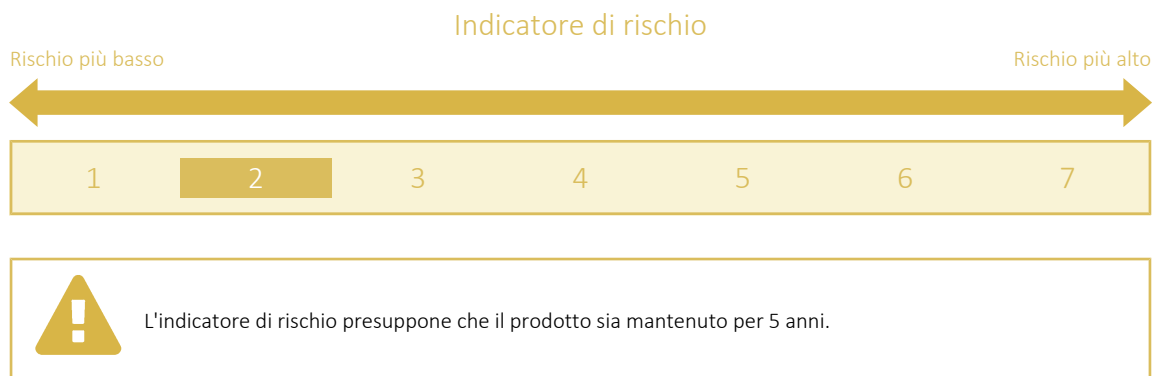 Indicatore di rischio
Rischio più basso Rischio più alto
1 2 3 4 5 6 7
L'indicatore di rischio presuppone che il prodotto sia mantenuto per 5 anni.